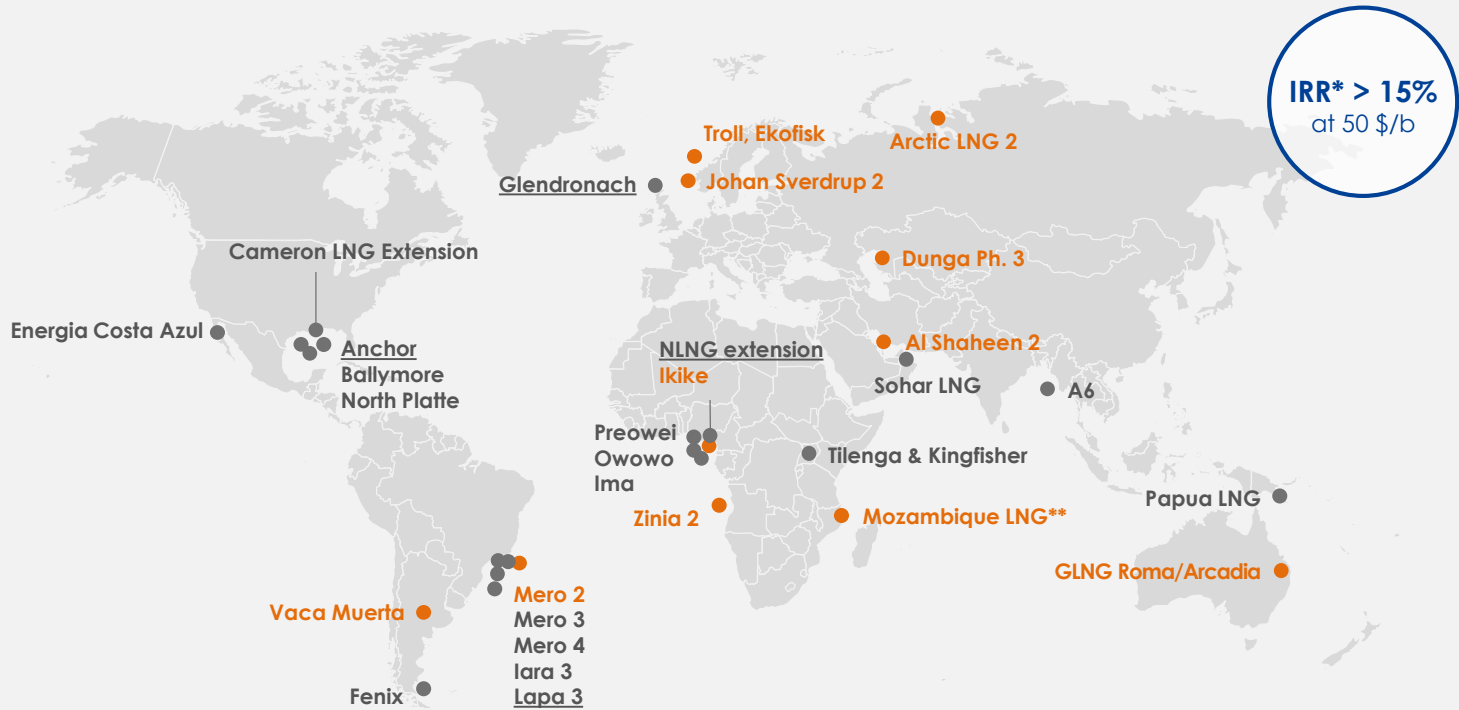 IRR* > 15%
at 50 $/b
Troll, Ekofisk
Arctic LNG 2
Glendronach
Johan Sverdrup 2
Cameron LNG Extension
Dunga Ph. 3
Energia Costa Azul
Anchor
Ballymore
North Platte
NLNG extension
Ikike
Al Shaheen 2
Sohar LNG
A6
Preowei
Owowo
Ima
Tilenga & Kingfisher
Papua LNG
Zinia 2
Mozambique LNG**
GLNG Roma/Arcadia
Vaca Muerta
Mero 2
Mero 3
Mero 4
Iara 3
Lapa 3
Fenix